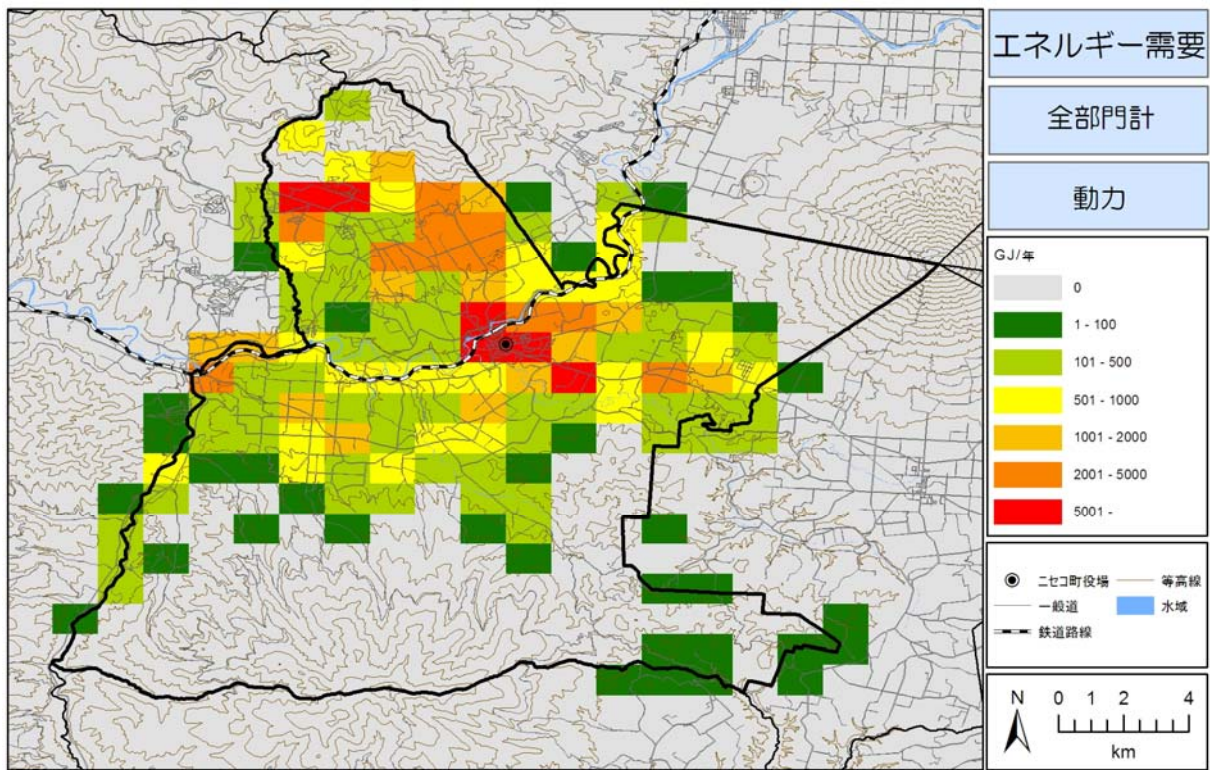 エネルギー需要
全部門計
動力
GJ/年
0
1 - 100
101 - 500
501 - 1000
1001 - 2000
2001 - 5000
5001 -
ニセコ町役場 等高線
一般道 水域
鉄道路線
N 0 1 2 4
km